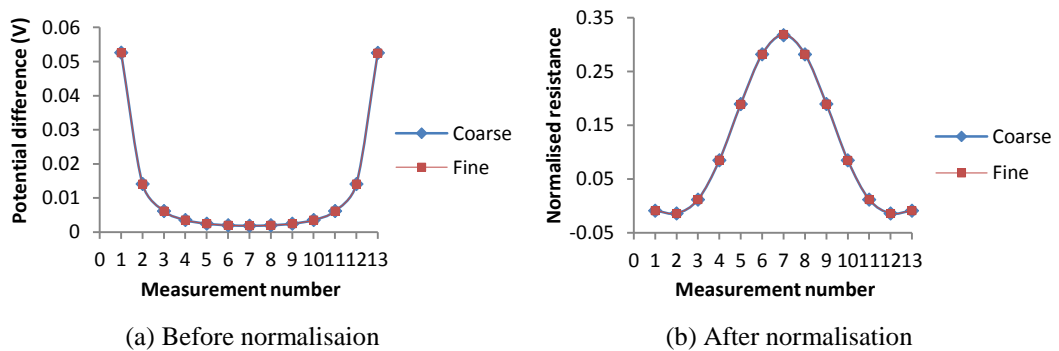 Potential difference (V)
0.06
0.05
0.04
0.03
0.02
0.01
0
0 1 2 3 4 5 6 7 8 9 10 11 12 13
Measurement number
Coarse
Fine
(a) Before normalisaion
Normalised resistance
0.35
0.25
0.15
0.05
-0.05
0 1 2 3 4 5 6 7 8 9 10 11 12 13
Measurement number
Coarse
Fine
(b) After normalisation